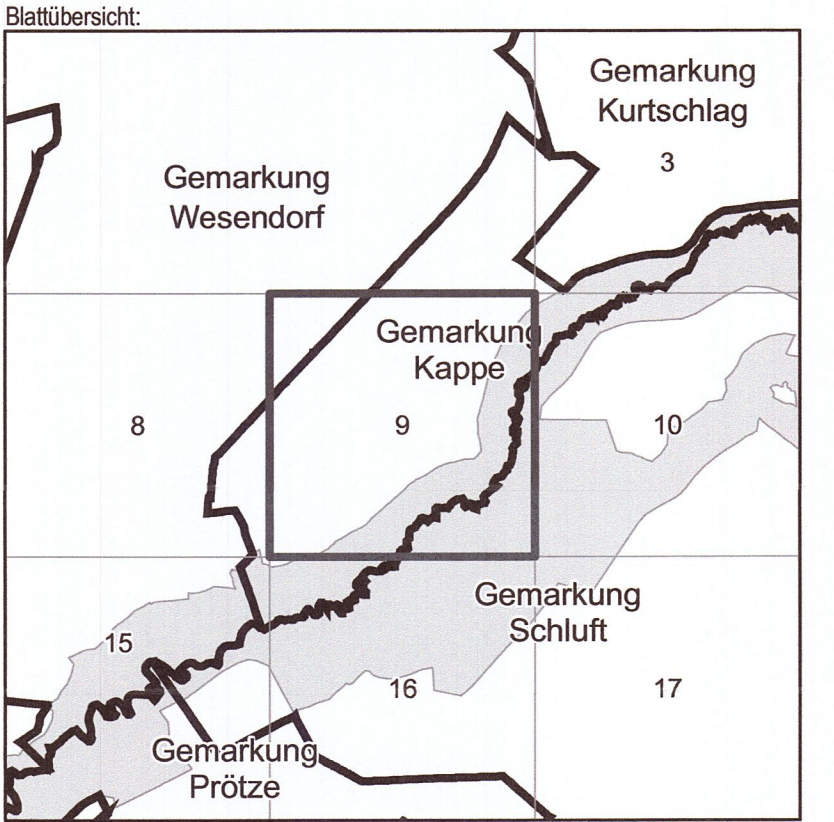 Blattübersicht:
Gemarkung
Kurtschlag
3
Gemarkung
Wesendorf
Gemarkung
Kappe
8
9
10
Gemarkung
Schluft
15
16
17
Gemarkung
Prötze